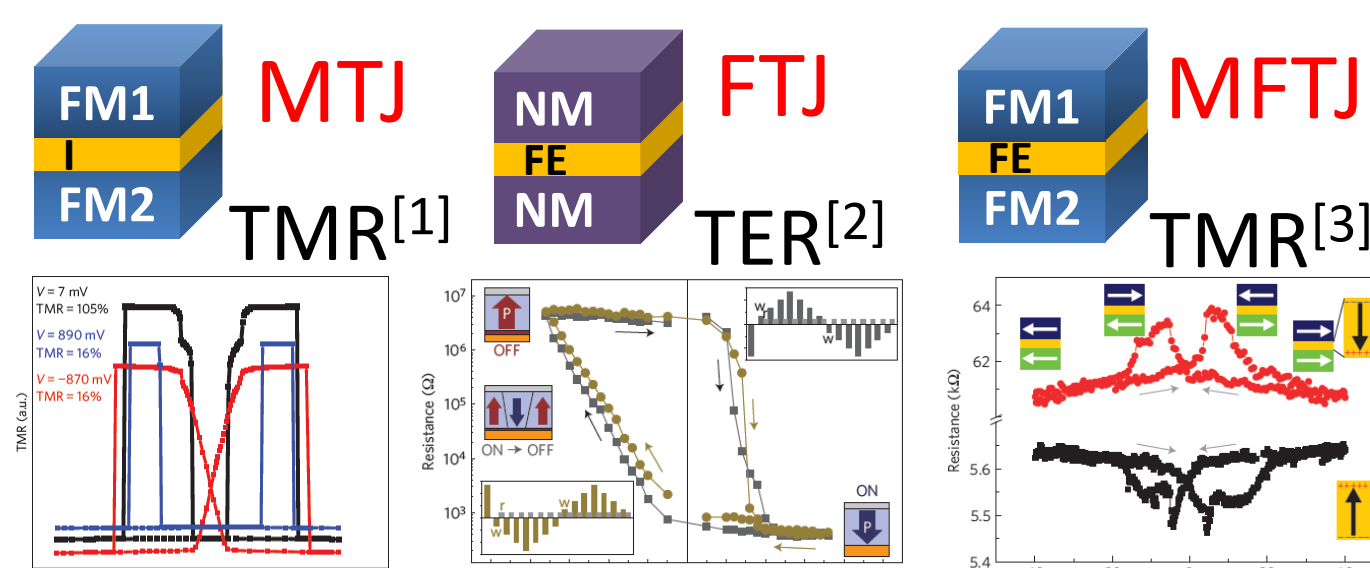 FM1
I
FM2
MTJ
TMR[1]
NM
FE
NM
FTJ
TER[2]
FM1
FE
FM2
MFTJ
TMR[3]
V = 7 mV
TMR = 105%
V = 890 mV
TMR = 16%
V = −870 mV
TMR = 16%
TMR (a.u.)
10⁷
10⁶
10⁵
10⁴
10³
Resistance (Ω)
P
OFF
ON → OFF
r
w
w
w
w
ON
P
64
62
5.6
5.5
5.4
Resistance (kΩ)